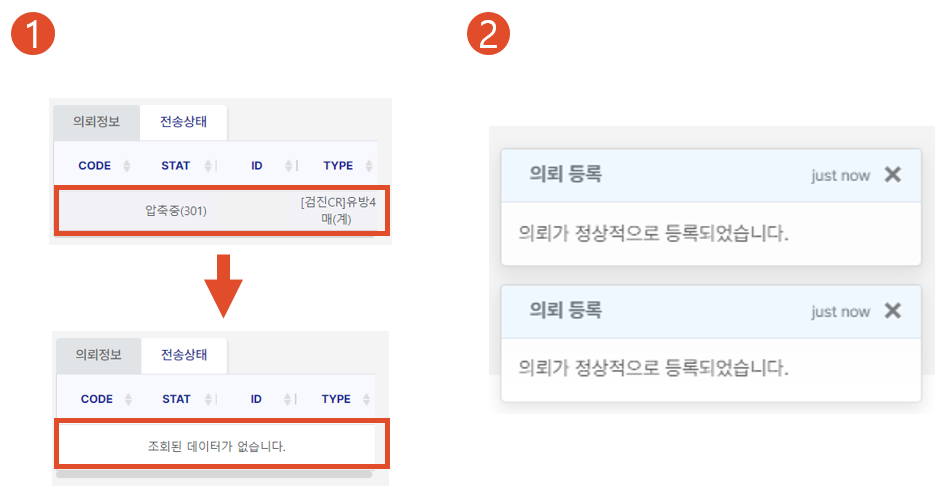 1
의뢰정보 전송상태
CODE STAT ID TYPE
압축중(301) [검진CR]유방4
매(계)
의뢰정보 전송상태
CODE STAT ID TYPE
조회된 데이터가 없습니다.
2
의뢰 등록 just now ×
의뢰가 정상적으로 등록되었습니다.
의뢰 등록 just now ×
의뢰가 정상적으로 등록되었습니다.